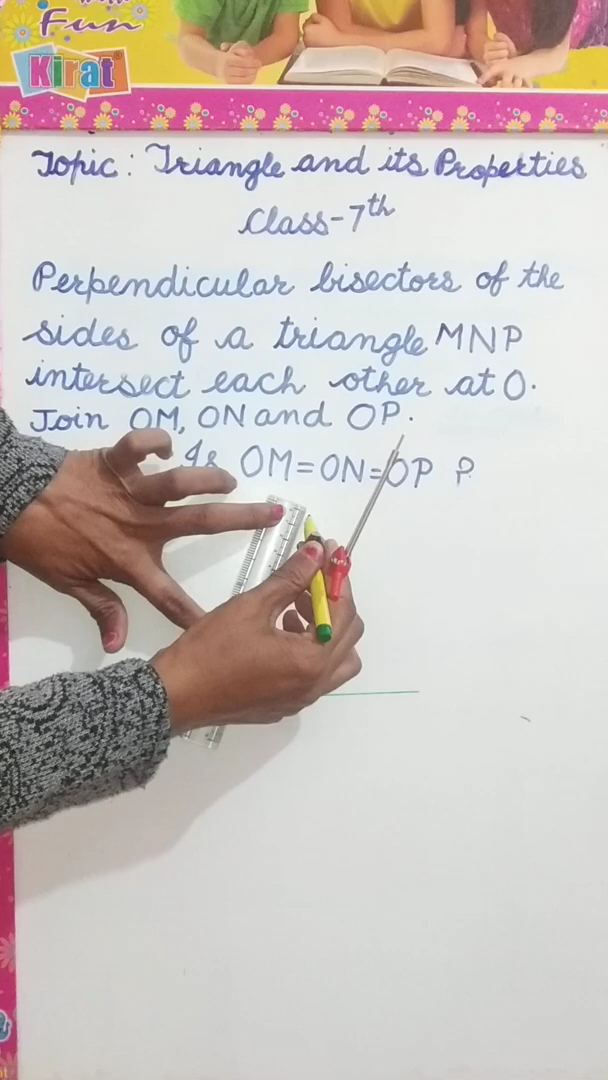 Fun
Kirat
Topic: Triangle and its Properties
Class-7th
Perpendicular bisectors of the
sides of a triangle MNP
intersect each other at O.
Join OM, ON and OP.
Is OM=ON=OP ?